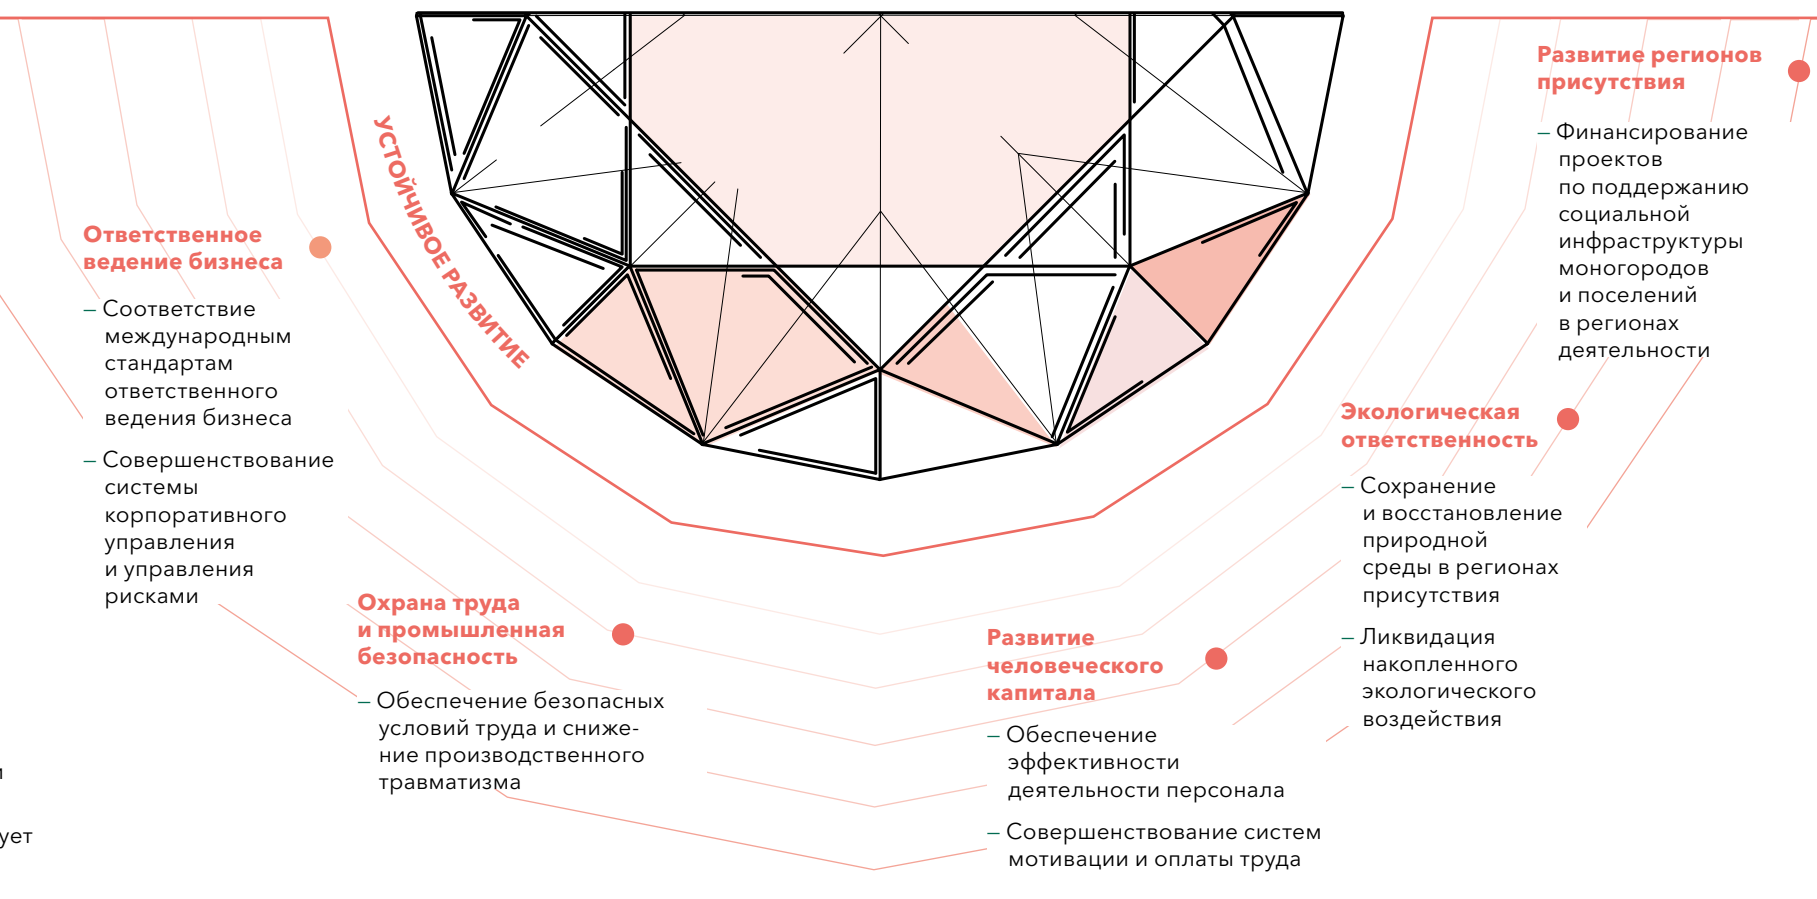 УСТОЙЧИВОЕ РАЗВИТИЕ
Ответственное
ведение бизнеса
— Соответствие
международным
стандартам
ответственного
ведения бизнеса
— Совершенствование
системы
корпоративного
управления
и управления
рисками
Охрана труда
и промышленная
безопасность
— Обеспечение безопасных
условий труда и сниже-
ние производственного
травматизма
Развитие
человеческого
капитала
— Обеспечение
эффективности
деятельности персонала
— Совершенствование систем
мотивации и оплаты труда
Экологическая
ответственность
— Сохранение
и восстановление
природной
среды в регионах
присутствия
— Ликвидация
накопленного
экологического
воздействия
Развитие регионов
присутствия
— Финансирование
проектов
по поддержанию
социальной
инфраструктуры
моногородов
и поселений
в регионах
деятельности